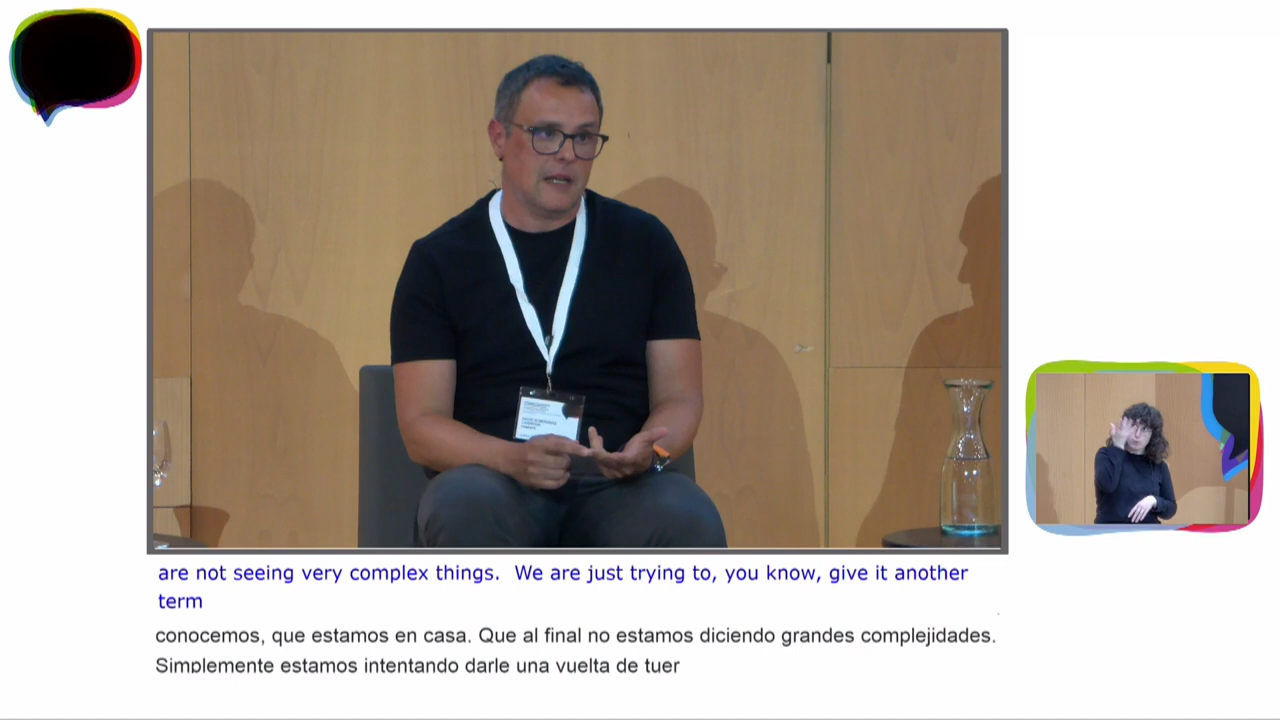 are not seeing very complex things.  We are just trying to, you know, give it another
term
conocemos, que estamos en casa. Que al final no estamos diciendo grandes complejidades.
Simplemente estamos intentando darle una vuelta de tuer